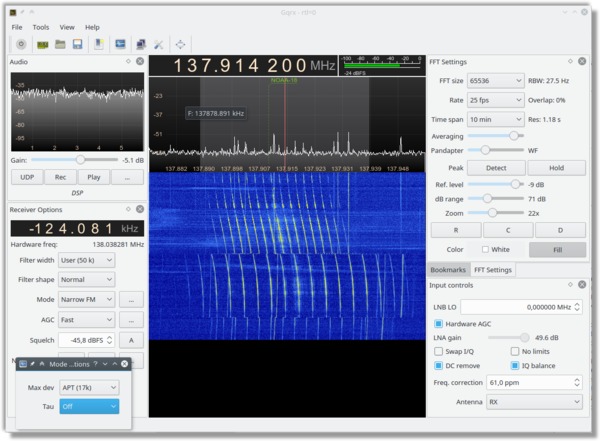 File Tools View Help
Audio
-35
-50
-65
-80
-95
1 2 3 4 5
Gain: -5.1 dB
UDP Rec Play ...
DSP
Receiver Options
-124.081 kHz
Hardware freq: 138.038281 MHz
Filter width User (50 k)
Filter shape Normal
Mode Narrow FM ...
AGC Fast ...
Squelch -45,8 dBFS A
Mode ...tions ?
Max dev APT (17k)
Tau Off
137.914 200 MHz
-100 -80 -60 -40 -20 0
-24 dBFS
NOAA-18
-23
F: 137878.891 kHz
-37
-51
137.882 137.890 137.898 137.907 137.915 137.923 137.931 137.939 137.948
FFT Settings
FFT size 65536 RBW: 27.5 Hz
Rate 25 fps Overlap: 0%
Time span 10 min Res: 1.18 s
Averaging
Pandapter WF
Peak Detect Hold
Ref. level -9 dB
dB range 71 dB
Zoom 22x
R C D
Color White Fill
Bookmarks FFT Settings
Input controls
LNB LO 0,000000 MHz
Hardware AGC
LNA gain 49.6 dB
Swap I/Q No limits
DC remove IQ balance
Freq. correction 61,0 ppm
Antenna RX